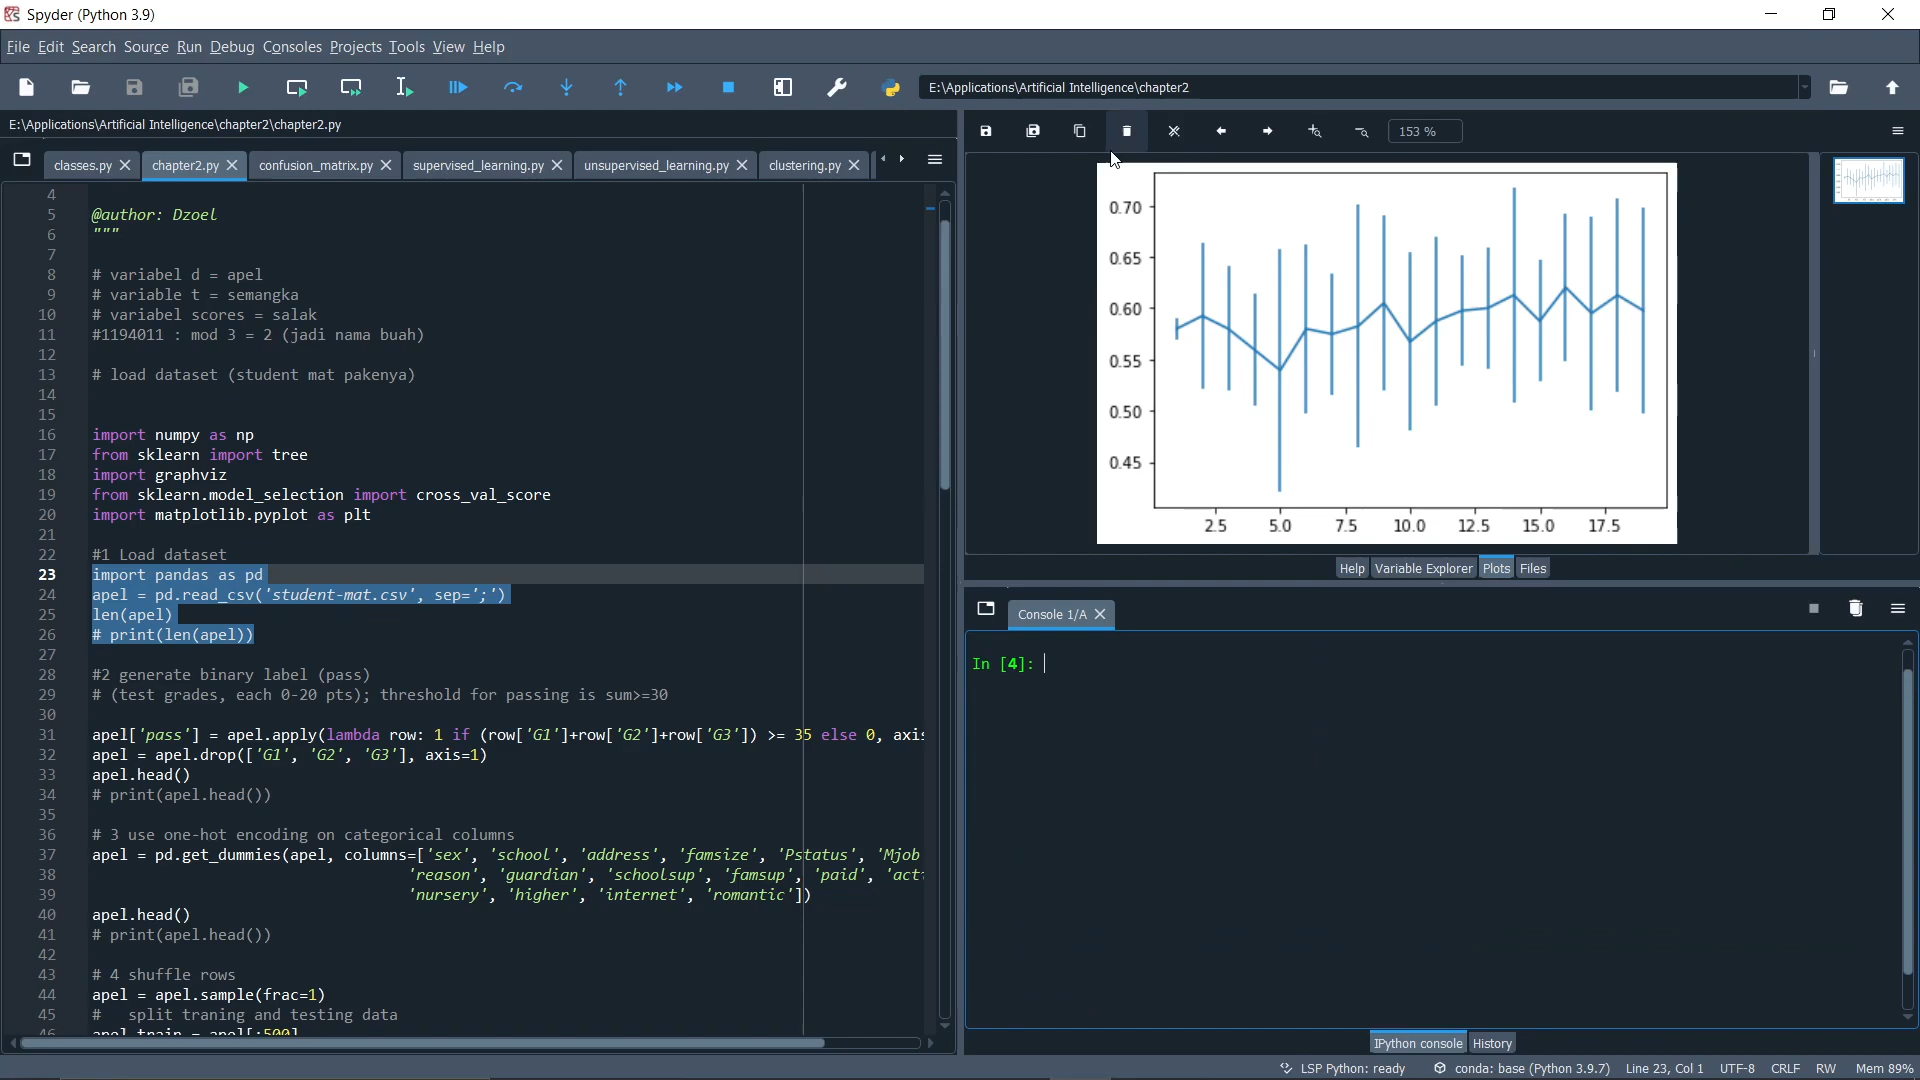 Spyder (Python 3.9)
File Edit Search Source Run Debug Consoles Projects Tools View Help
E:\Applications\Artificial Intelligence\chapter2
E:\Applications\Artificial Intelligence\chapter2\chapter2.py
classes.py chapter2.py confusion_matrix.py supervised_learning.py unsupervised_learning.py clustering.py
4
5 @author: Dzoel
6 """
7
8 # variabel d = apel
9 # variable t = semangka
10 # variabel scores = salak
11 #1194011 : mod 3 = 2 (jadi nama buah)
12
13 # load dataset (student mat pakenya)
14
15
16 import numpy as np
17 from sklearn import tree
18 import graphviz
19 from sklearn.model_selection import cross_val_score
20 import matplotlib.pyplot as plt
21
22 #1 Load dataset
23 import pandas as pd
24 apel = pd.read_csv('student-mat.csv', sep=';')
25 len(apel)
26 # print(len(apel))
27
28 #2 generate binary label (pass)
29 # (test grades, each 0-20 pts); threshold for passing is sum>=30
30
31 apel['pass'] = apel.apply(lambda row: 1 if (row['G1']+row['G2']+row['G3']) >= 35 else 0, axis
32 apel = apel.drop(['G1', 'G2', 'G3'], axis=1)
33 apel.head()
34 # print(apel.head())
35
36 # 3 use one-hot encoding on categorical columns
37 apel = pd.get_dummies(apel, columns=['sex', 'school', 'address', 'famsize', 'Pstatus', 'Mjob
38 'reason', 'guardian', 'schoolsup', 'famsup', 'paid', 'acti
39 'nursery', 'higher', 'internet', 'romantic'])
40 apel.head()
41 # print(apel.head())
42
43 # 4 shuffle rows
44 apel = apel.sample(frac=1)
45 # split traning and testing data
46 apel_train = apel[:500]
153 %
0.70
0.65
0.60
0.55
0.50
0.45
2.5 5.0 7.5 10.0 12.5 15.0 17.5
Help Variable Explorer Plots Files
Console 1/A
In [4]:
IPython console History
LSP Python: ready conda: base (Python 3.9.7) Line 23, Col 1 UTF-8 CRLF RW Mem 89%